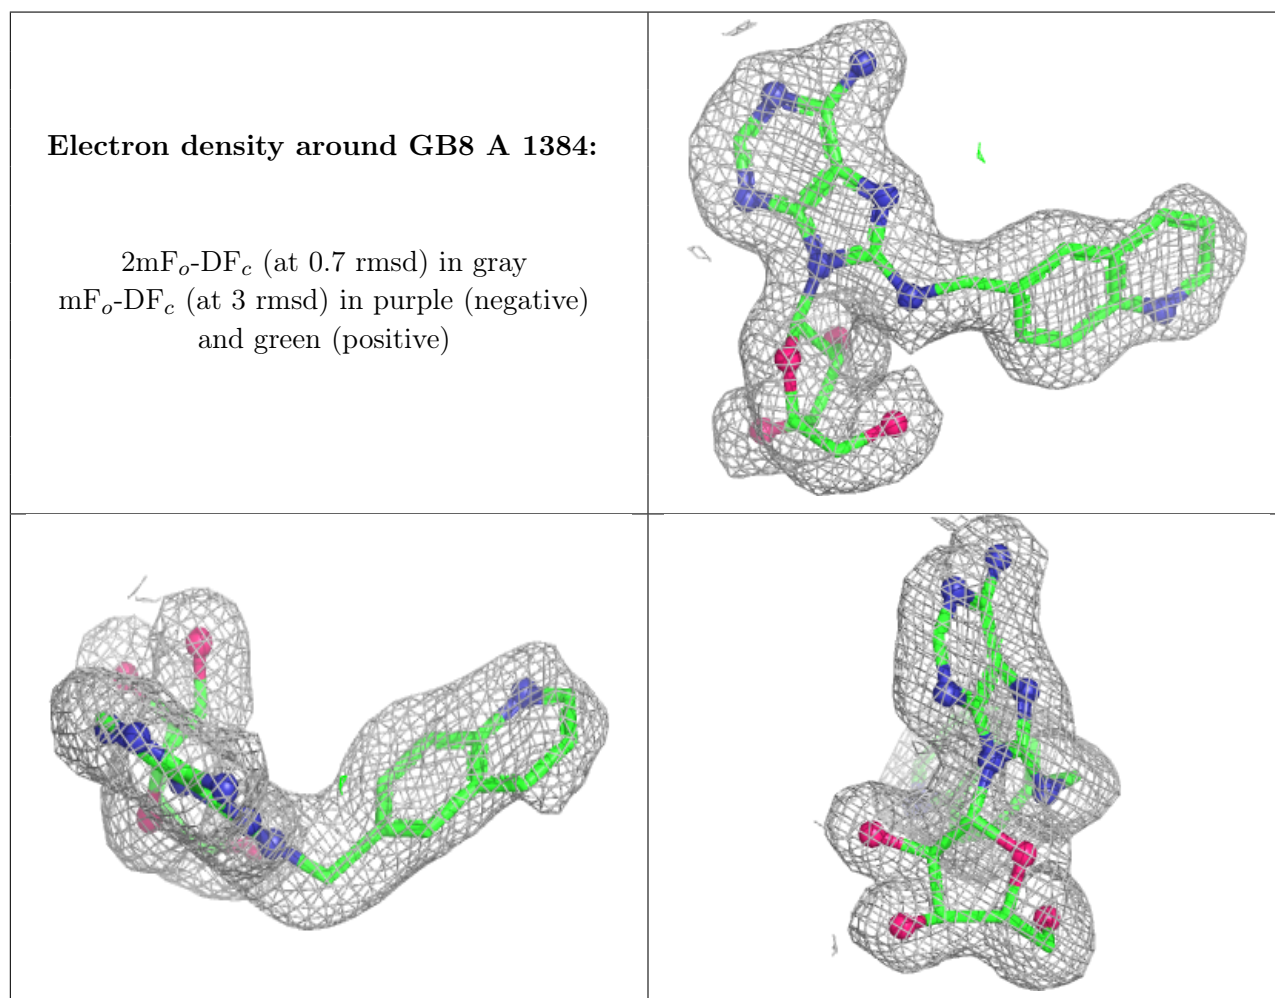 Electron density around GB8 A 1384:
2mFo-DFc (at 0.7 rmsd) in gray
mFo-DFc (at 3 rmsd) in purple (negative)
and green (positive)